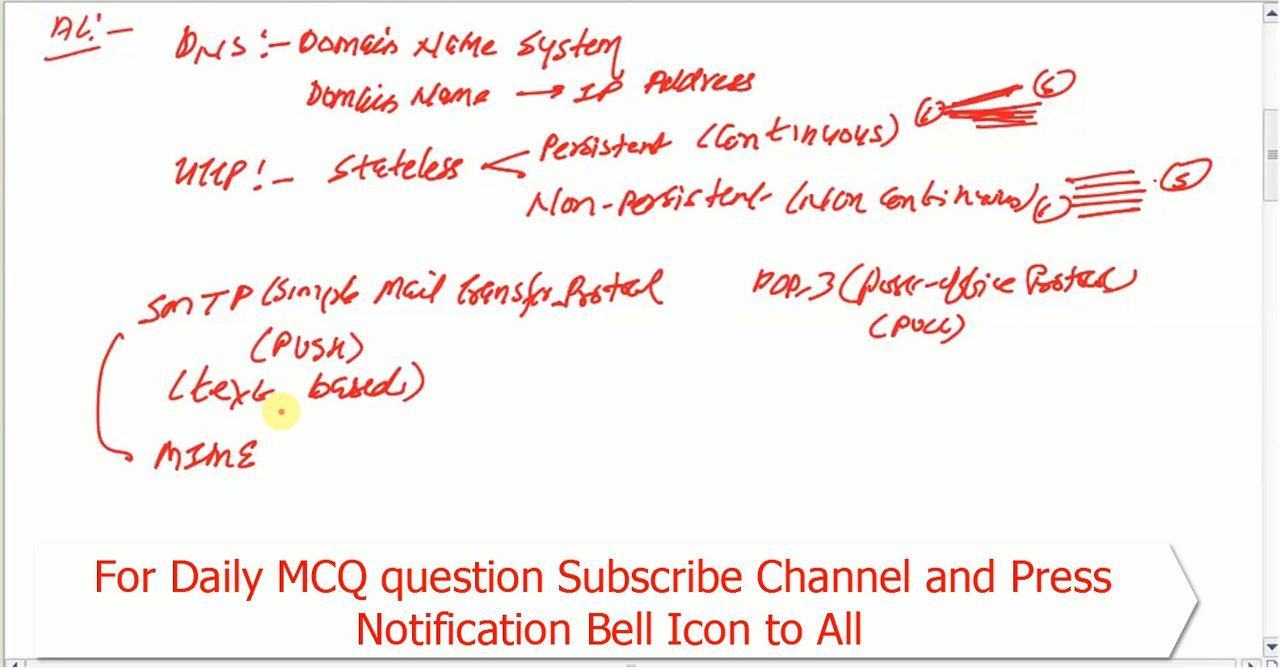 AL:-
DNS:- Domain Name System
Domain Name → IP Address
HTTP!- Stateless
Persistent (Continuous)
Non-Persistent (Non Continuous)
SMTP (Simple Mail Transfer Protocol
(PUSH)
(text based)
MIME
POP3 (Post-office Protocol)
(PULL)
For Daily MCQ question Subscribe Channel and Press
Notification Bell Icon to All